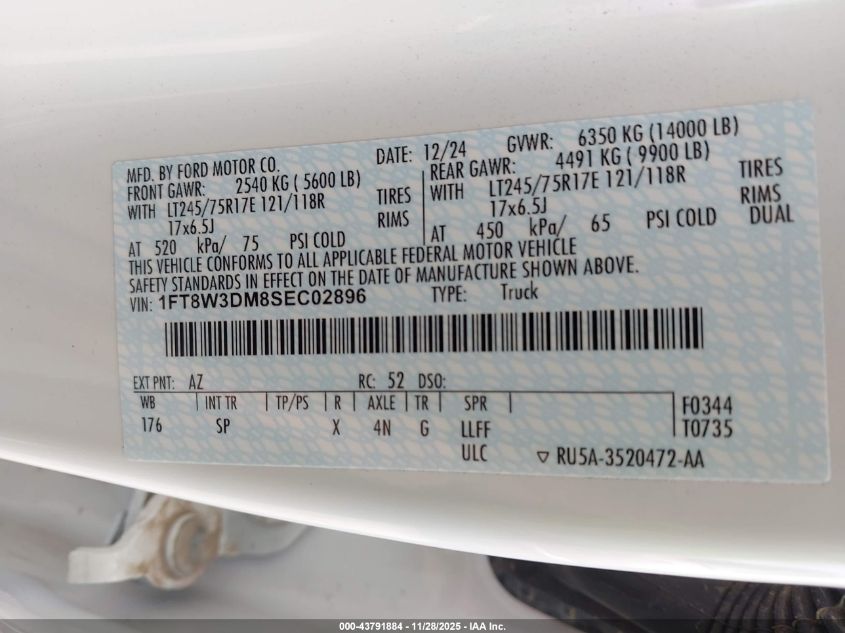 MFD. BY FORD MOTOR CO. DATE: 12/24 GVWR: 6350 KG (14000 LB)
FRONT GAWR: 2540 KG ( 5600 LB) REAR GAWR: 4491 KG ( 9900 LB)
WITH LT245/75R17E 121/118R TIRES WITH LT245/75R17E 121/118R TIRES
17x6.5J RIMS 17x6.5J RIMS
AT 520 kPa/ 75 PSI COLD AT 450 kPa/ 65 PSI COLD DUAL
THIS VEHICLE CONFORMS TO ALL APPLICABLE FEDERAL MOTOR VEHICLE
SAFETY STANDARDS IN EFFECT ON THE DATE OF MANUFACTURE SHOWN ABOVE.
VIN: 1FT8W3DM8SEC02896 TYPE: Truck
EXT PNT: AZ RC: 52 DSO:
WB INT TR TP/PS R AXLE TR SPR F0344
176 SP X 4N G LLFF T0735
ULC RU5A-3520472-AA
000-43791884 | 11/28/2025 - IAA Inc.